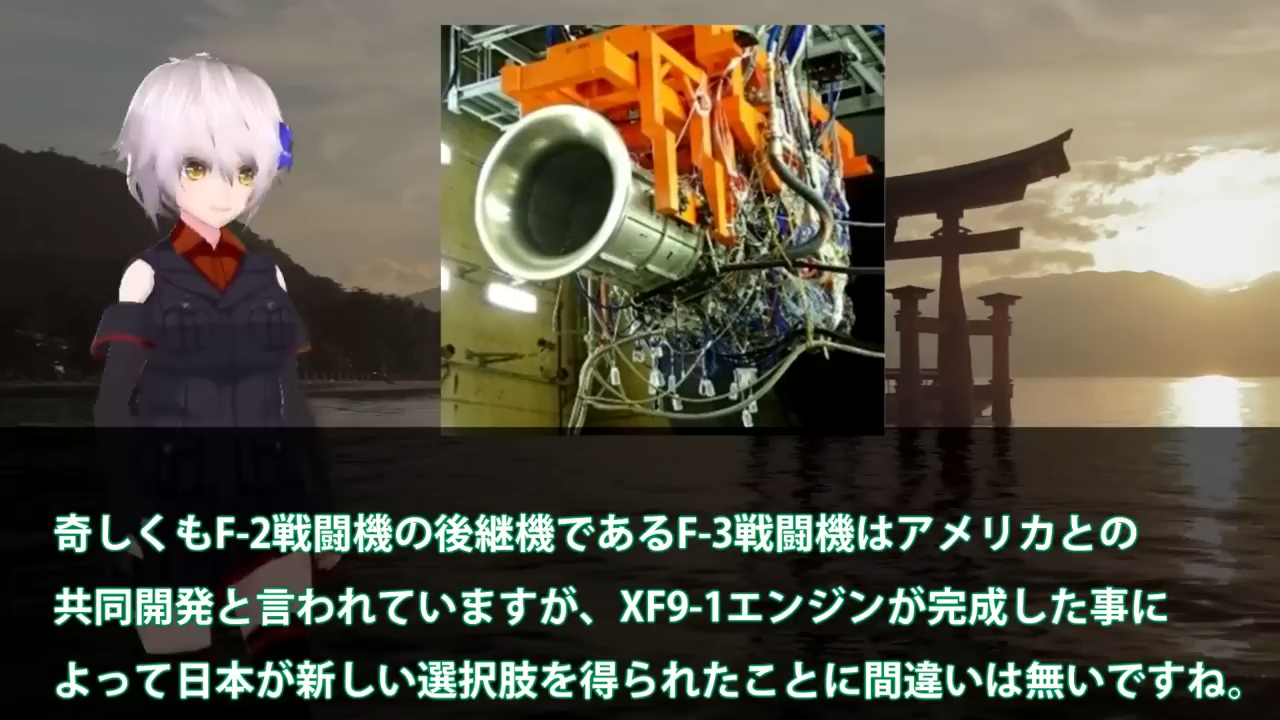 奇しくもF-2戦闘機の後継機であるF-3戦闘機はアメリカとの
共同開発と言われていますが、XF9-1エンジンが完成した事に
よって日本が新しい選択肢を得られたことに間違いは無いですね。